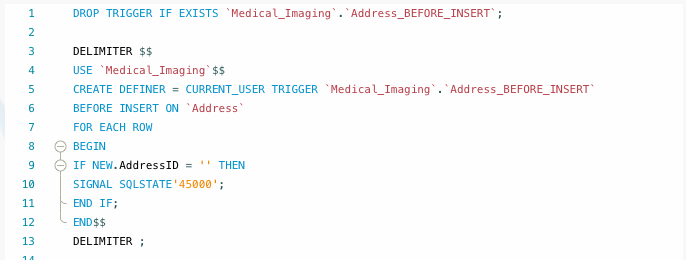 1 DROP TRIGGER IF EXISTS `Medical_Imaging`.`Address_BEFORE_INSERT`;
2
3 DELIMITER $$
4 USE `Medical_Imaging`$$
5 CREATE DEFINER = CURRENT_USER TRIGGER `Medical_Imaging`.`Address_BEFORE_INSERT`
6 BEFORE INSERT ON `Address`
7 FOR EACH ROW
8 BEGIN
9 IF NEW.AddressID = '' THEN
10 SIGNAL SQLSTATE'45000';
11 END IF;
12 END$$
13 DELIMITER ;
14